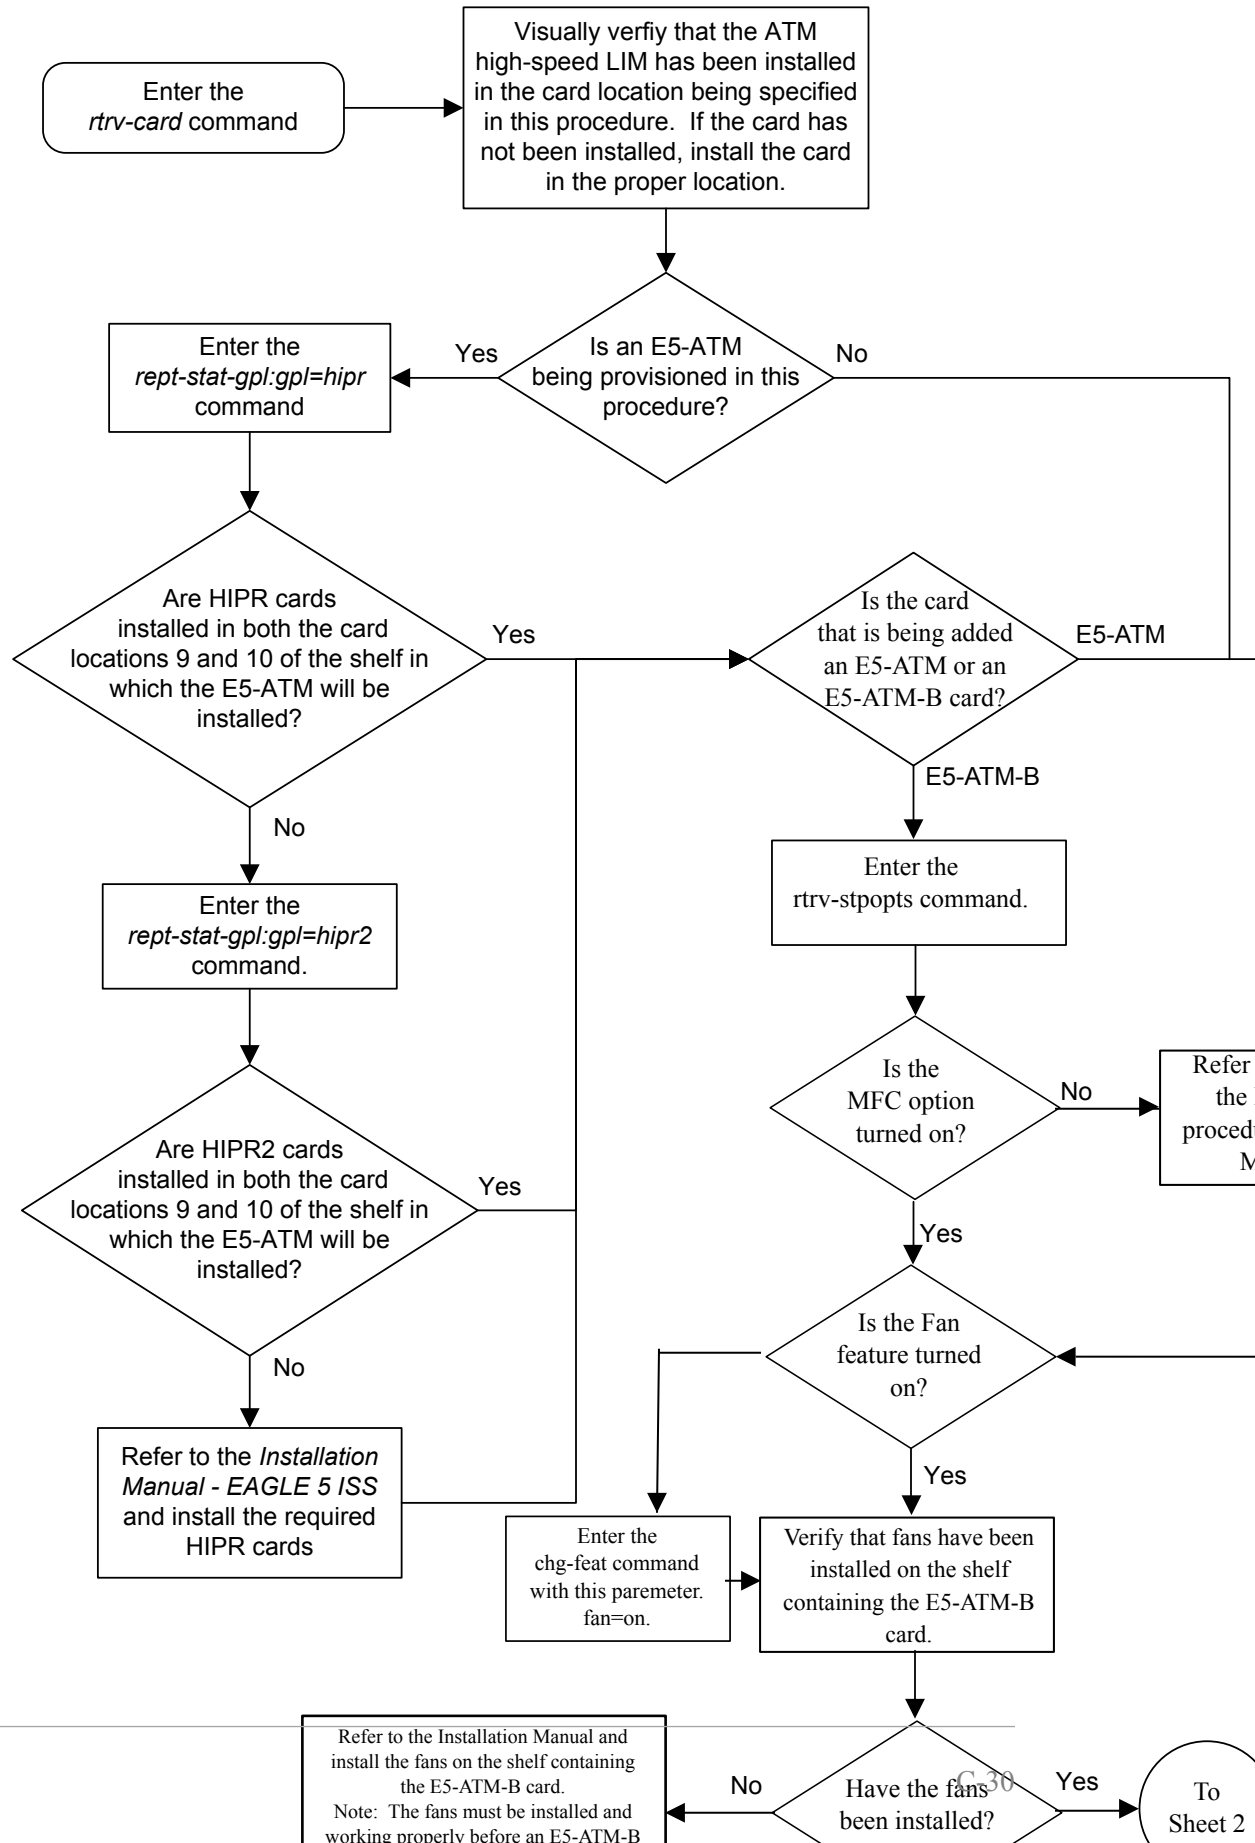 Enter the
rtrv-card command
Visually verfiy that the ATM
high-speed LIM has been installed
in the card location being specified
in this procedure.  If the card has
not been installed, install the card
in the proper location.
Is an E5-ATM
being provisioned in this
procedure?
Yes
No
Enter the
rept-stat-gpl:gpl=hipr
command
Are HIPR cards
installed in both the card
locations 9 and 10 of the shelf in
which the E5-ATM will be
installed?
Yes
No
Is the card
that is being added
an E5-ATM or an
E5-ATM-B card?
E5-ATM
E5-ATM-B
Enter the
rept-stat-gpl:gpl=hipr2
command.
Enter the
rtrv-stpopts command.
Are HIPR2 cards
installed in both the card
locations 9 and 10 of the shelf in
which the E5-ATM will be
installed?
Yes
No
Is the
MFC option
turned on?
No
Yes
Refer
the
Is the Fan
feature turned
on?
Yes
Refer to the Installation
Manual - EAGLE 5 ISS
and install the required
HIPR cards
Enter the
chg-feat command
with this paremeter.
fan=on.
Verify that fans have been
installed on the shelf
containing the E5-ATM-B
card.
Refer to the Installation Manual and
install the fans on the shelf containing
the E5-ATM-B card.
Note:  The fans must be installed and
working properly before an E5-ATM-B
No
Have the fans
been installed?
Yes
To
Sheet 2
C-30